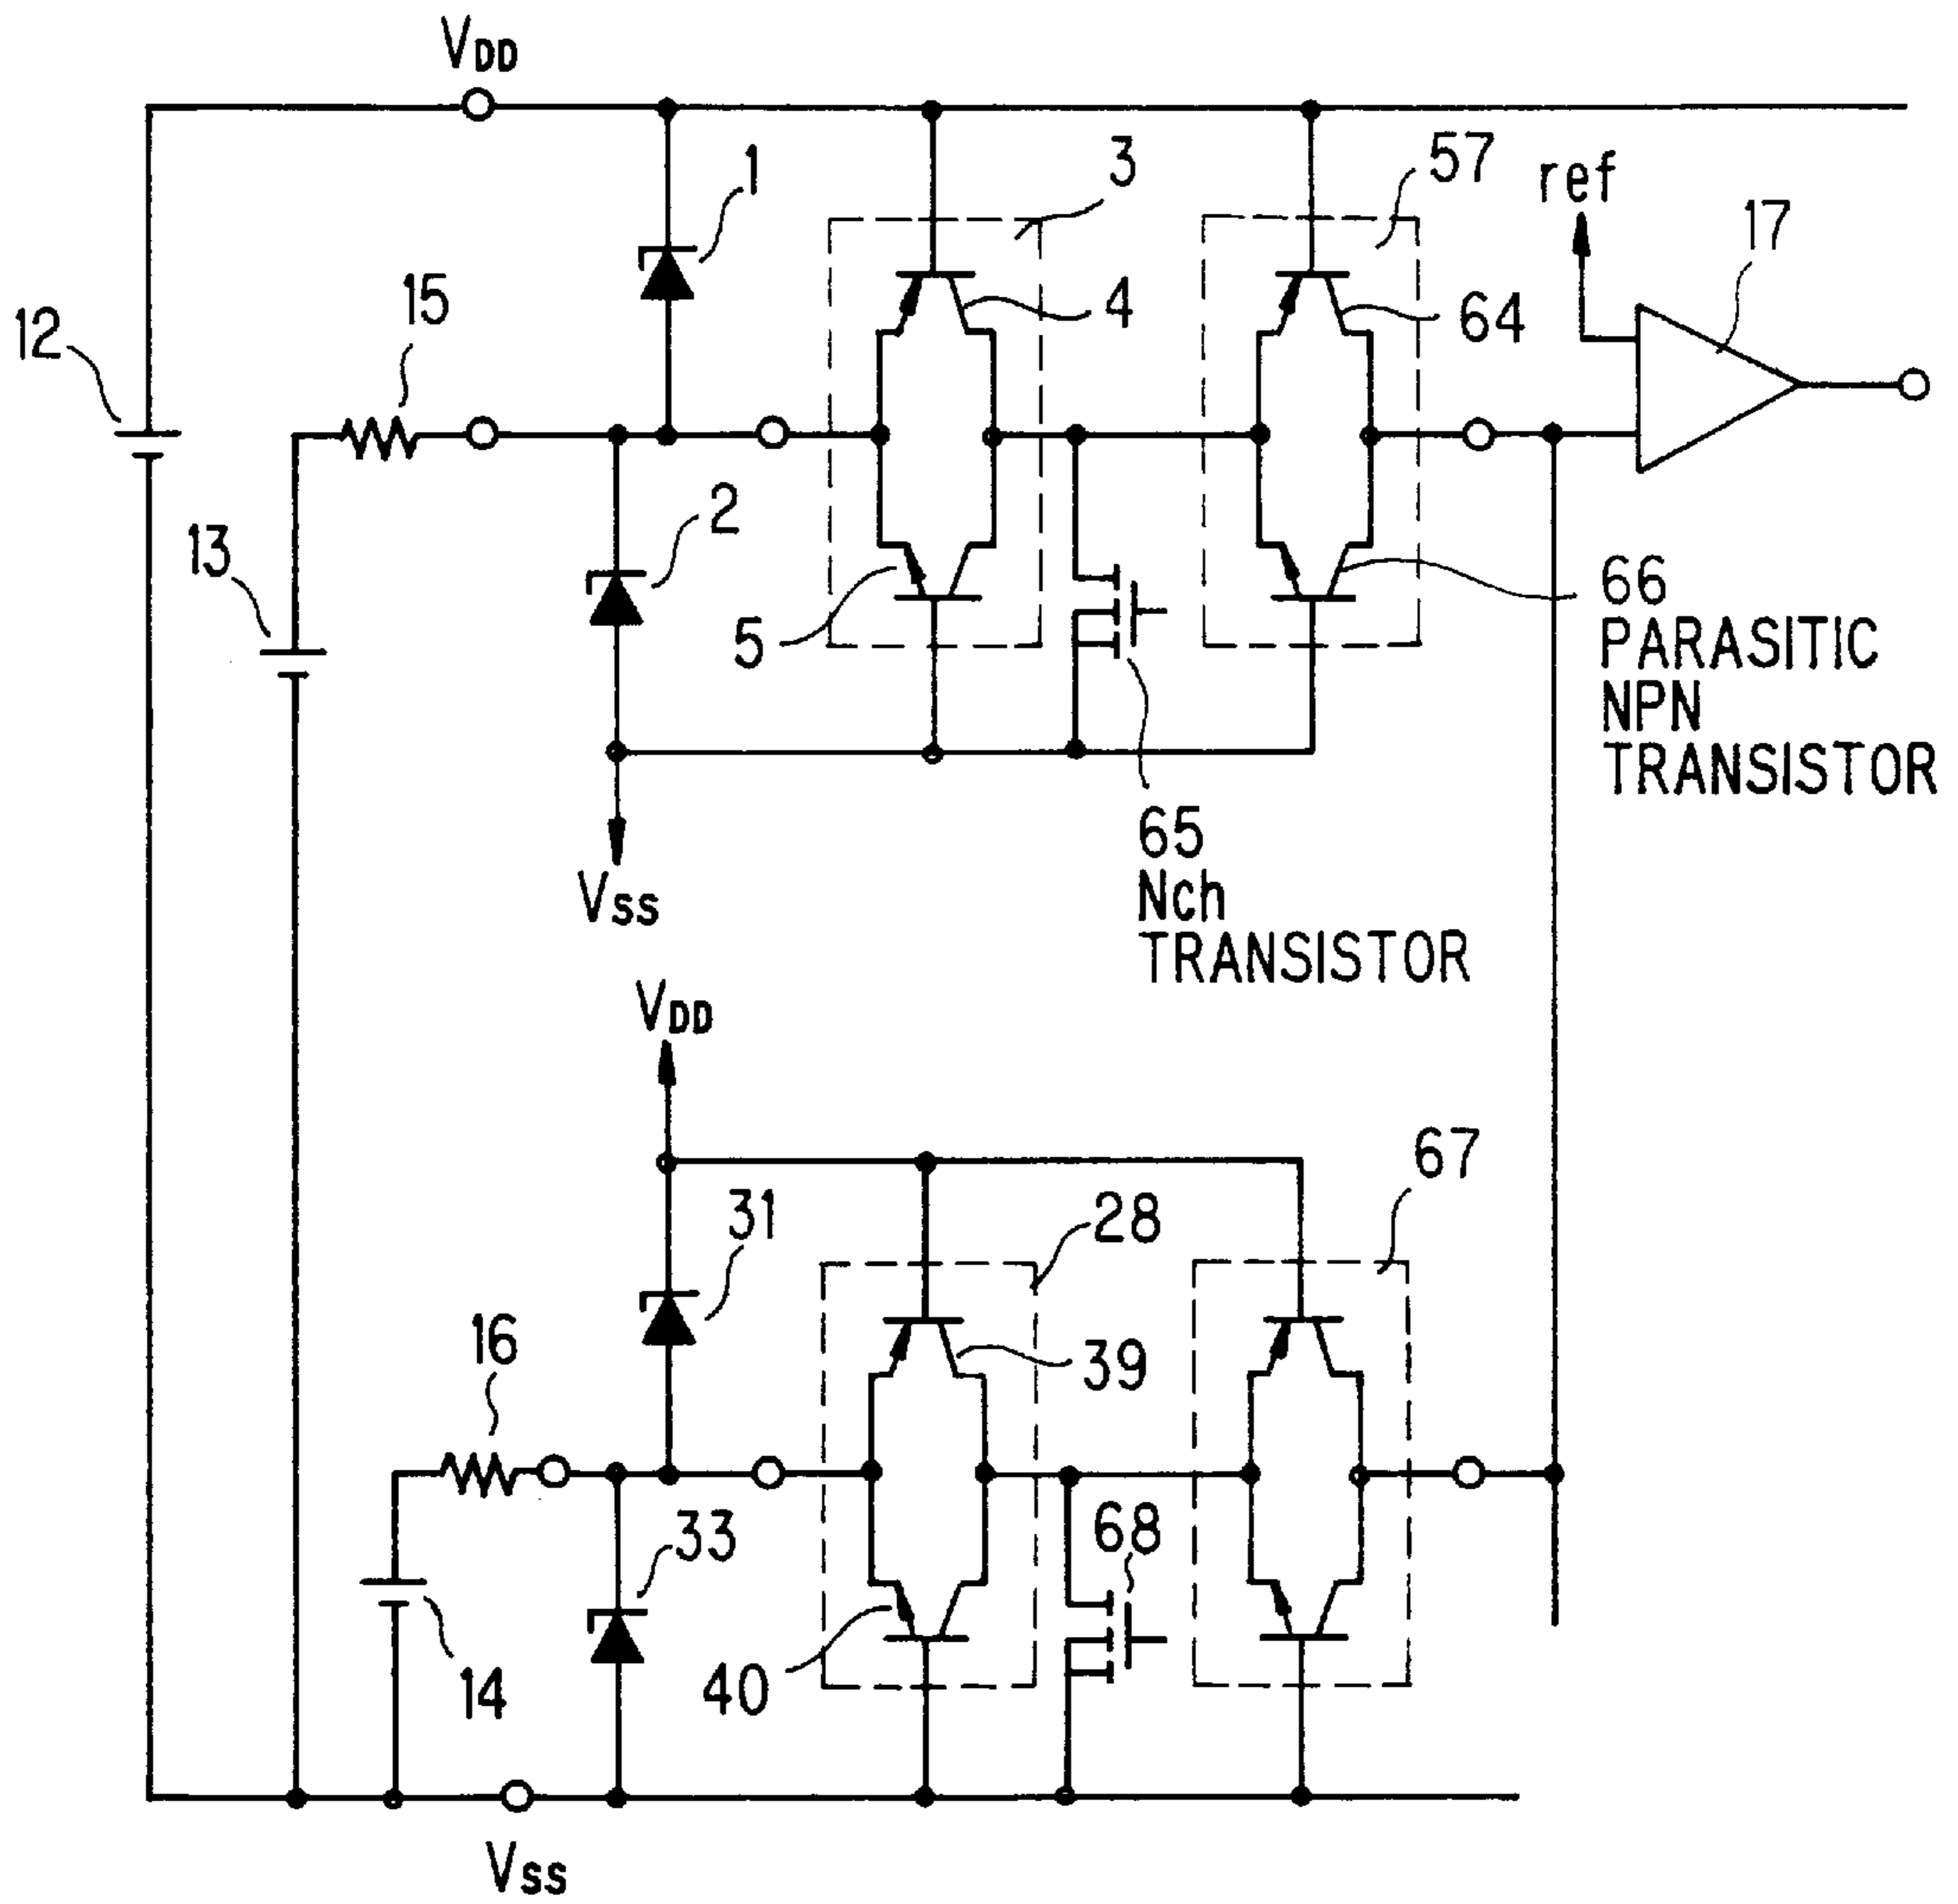 VDD
1
3
57
ref
17
15
4
64
12
2
13
5
66
PARASITIC
NPN
TRANSISTOR
65
Nch
TRANSISTOR
VSS
VDD
67
31
28
16
39
33
68
14
40
VSS